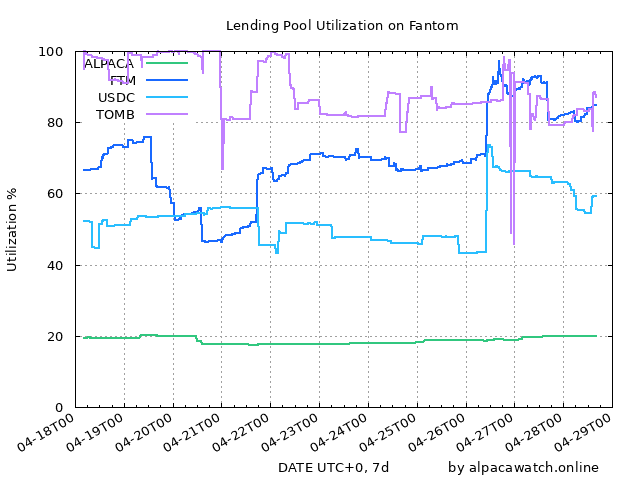 Lending Pool Utilization on Fantom
100
80
60
40
20
0
Utilization %
ALPACA
FTM
USDC
TOMB
04-18T00
04-19T00
04-20T00
04-21T00
04-22T00
04-23T00
04-24T00
04-25T00
04-26T00
04-27T00
04-28T00
04-29T00
DATE UTC+0, 7d
by alpacawatch.online